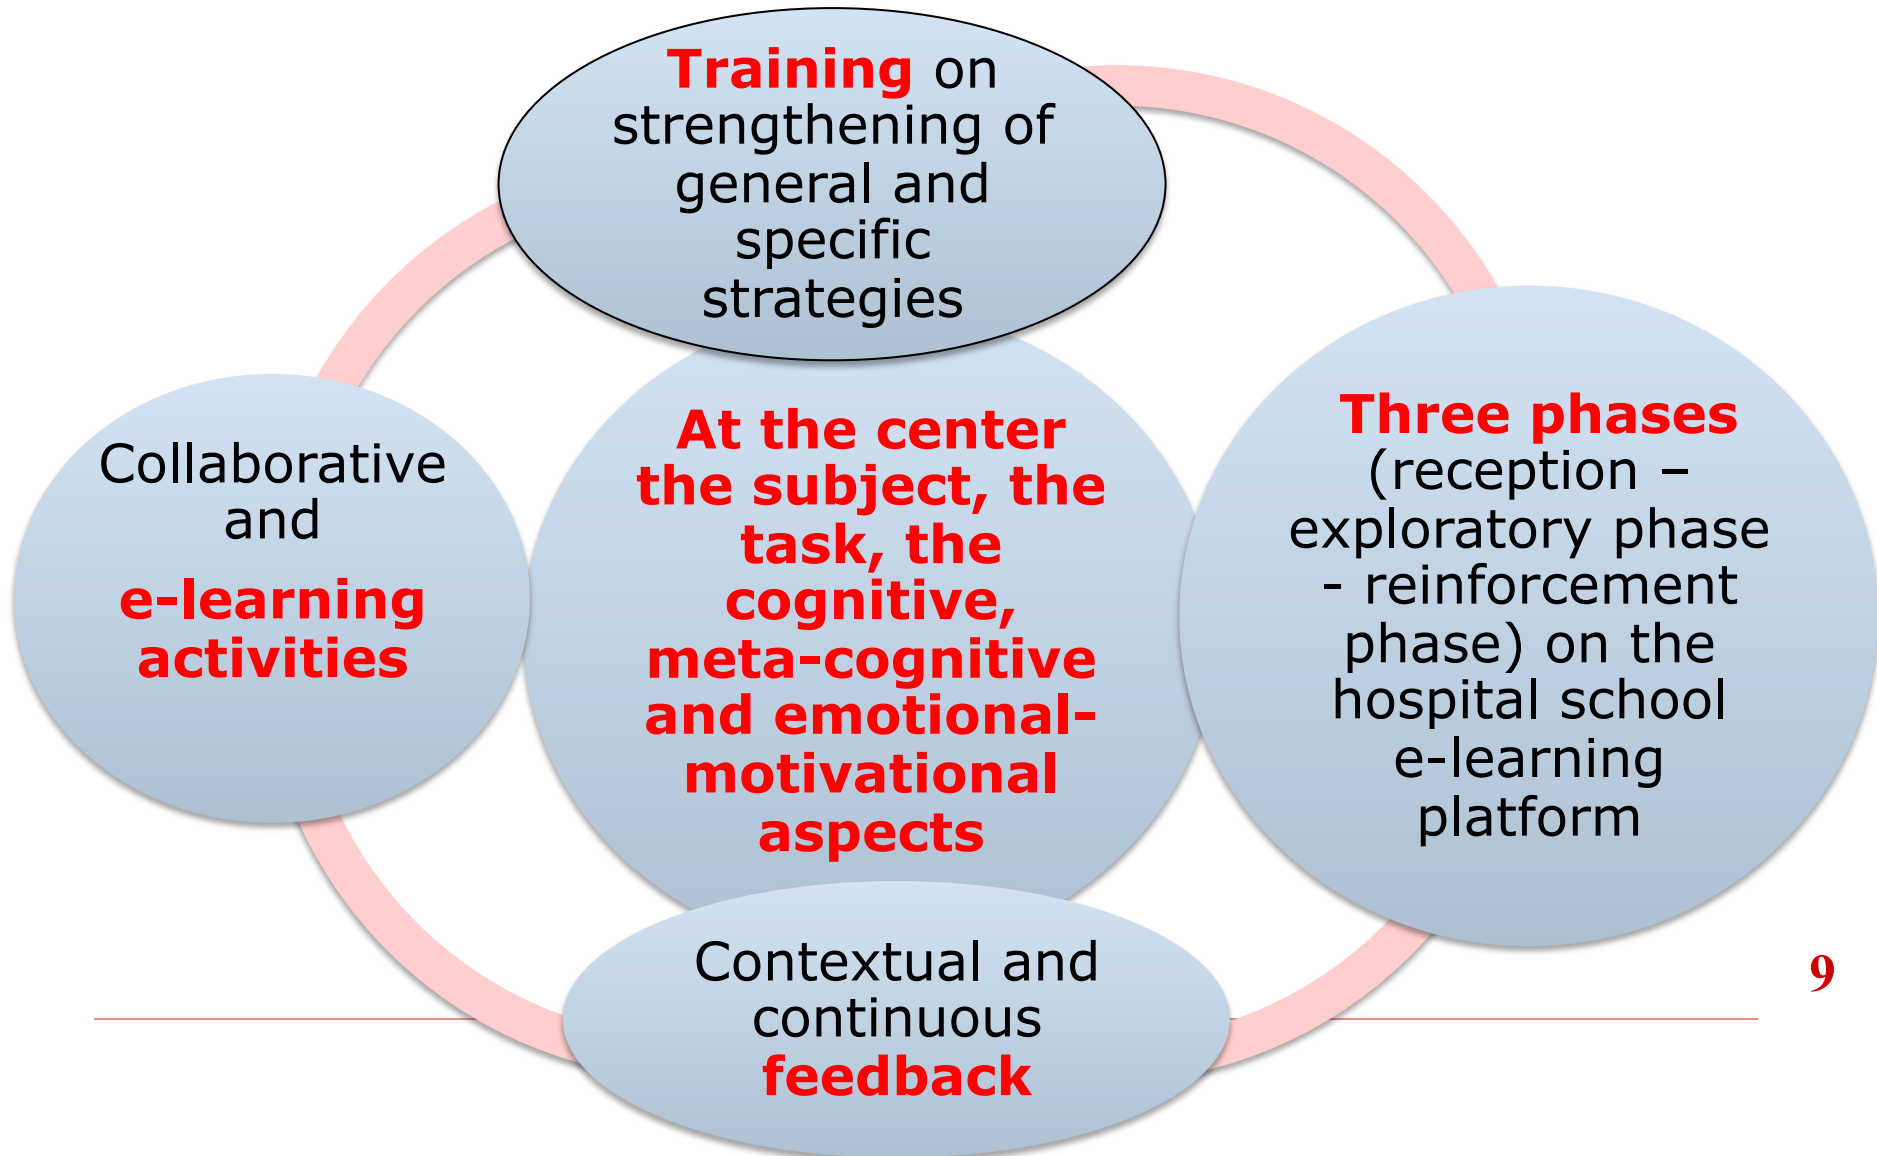 Training on
strengthening of
general and
specific
strategies
Collaborative
and
e-learning
activities
At the center
the subject, the
task, the
cognitive,
meta-cognitive
and emotional-
motivational
aspects
Three phases
(reception –
exploratory phase
- reinforcement
phase) on the
hospital school
e-learning
platform
Contextual and
continuous
feedback
9